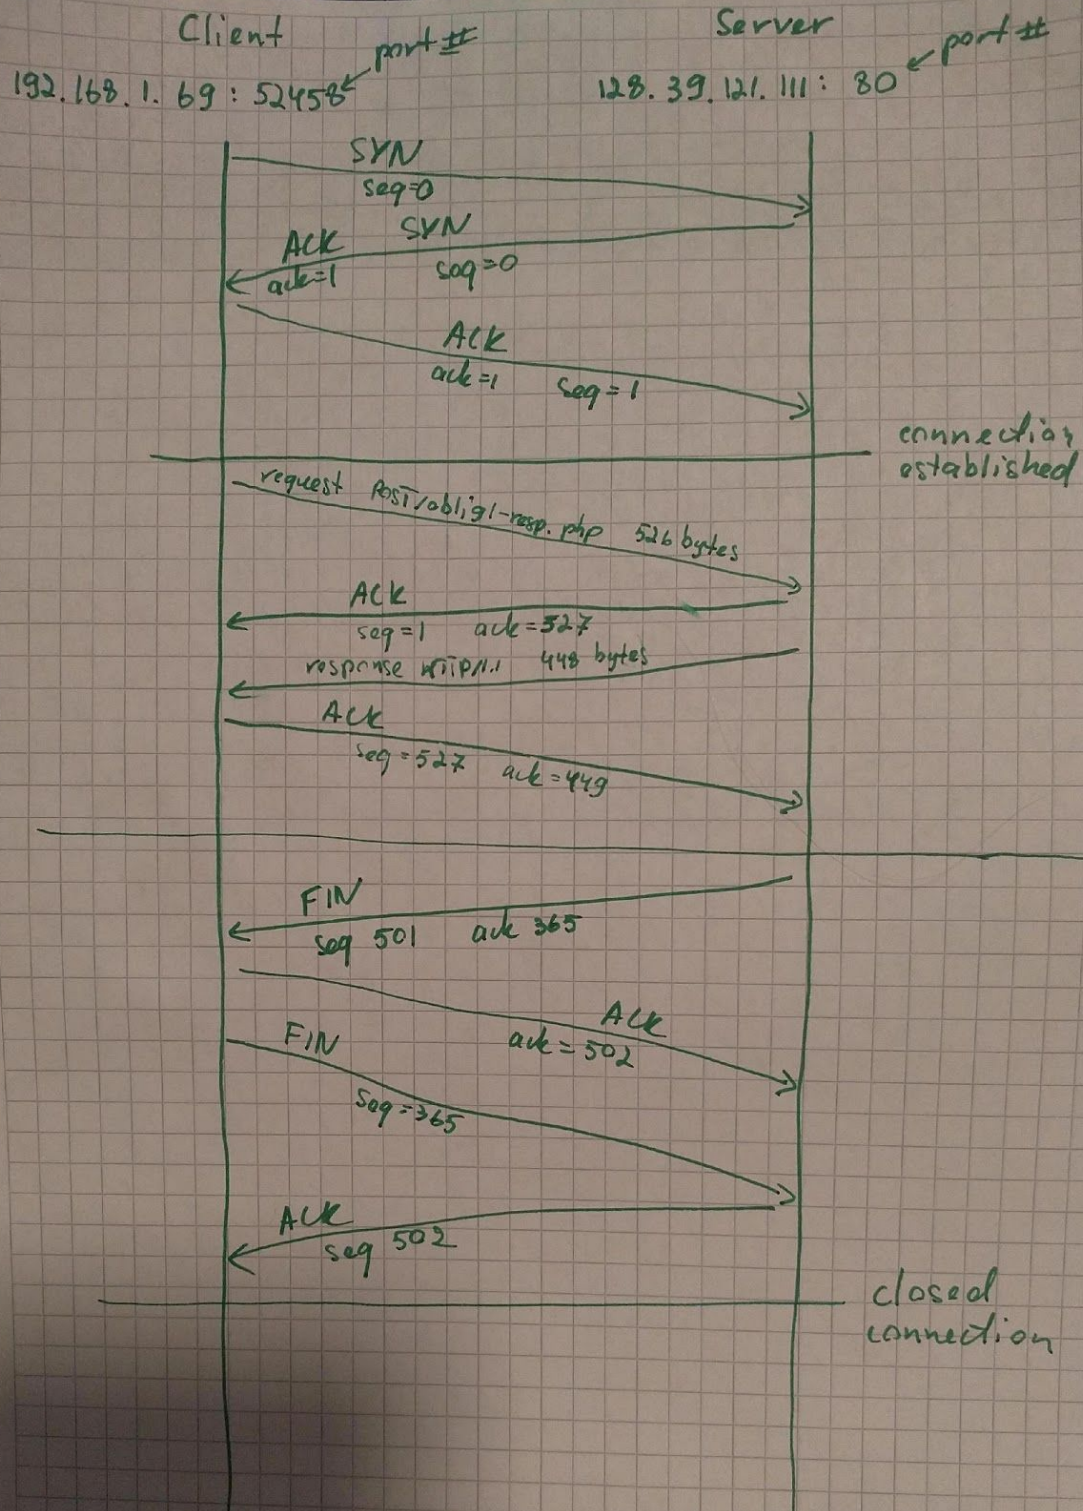 Client
Server
port #
port #
192.168.1.69 : 52458
128.39.121.111 : 80
SYN
seq=0
SYN
ACK
seq=0
ack=1
ACK
ack=1 seq=1
connection
established
request POST/oblig1-resp.php 526 bytes
ACK
seq=1 ack=527
response HTTP/1.1 448 bytes
ACK
seq=527 ack=449
FIN
seq 501 ack 365
ACK
ack=502
FIN
seq=365
ACK
seq 502
closed
connection